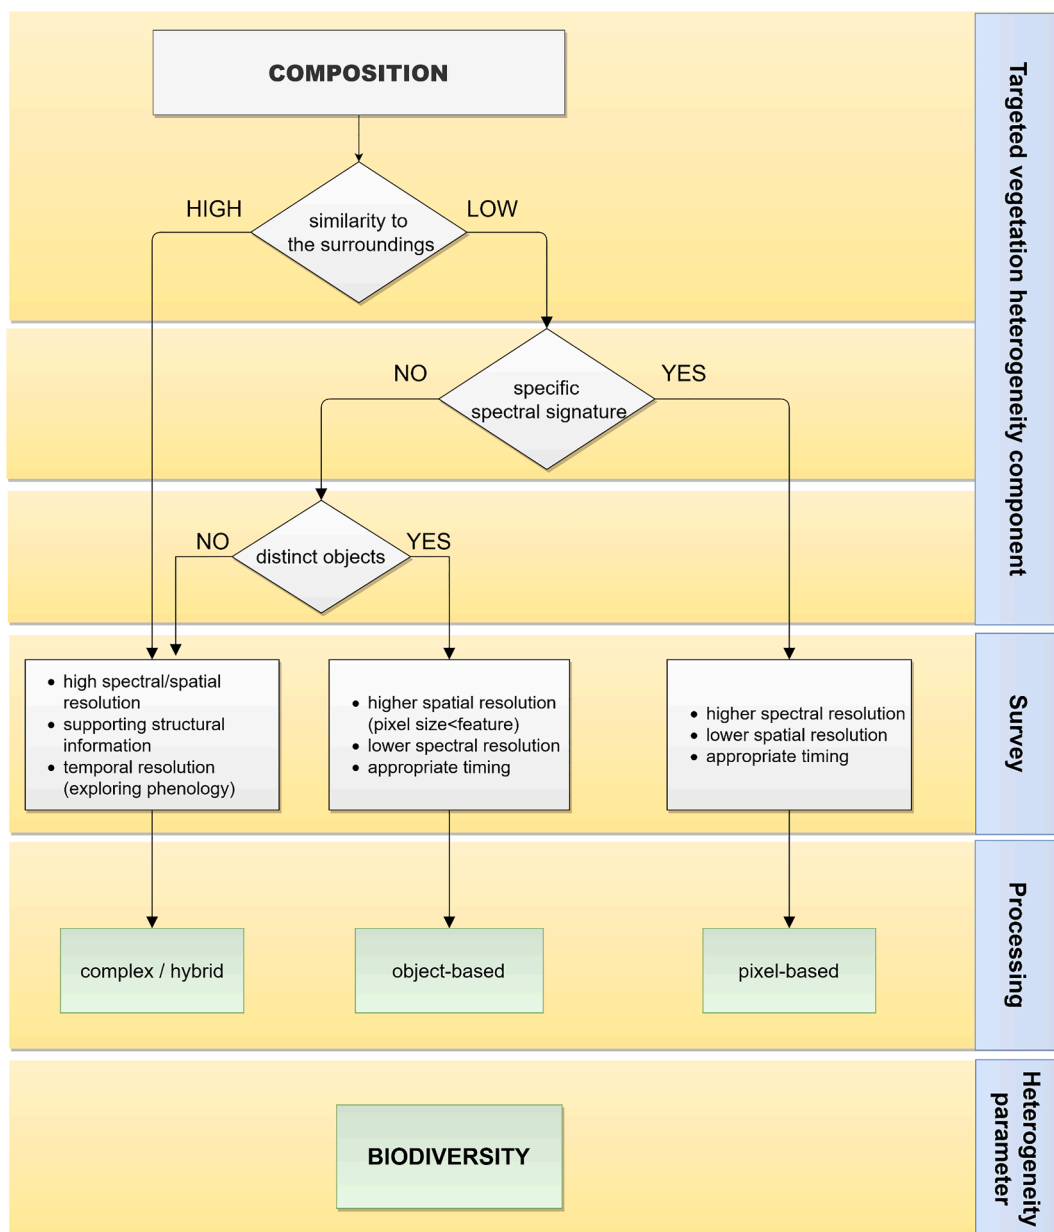 COMPOSITION
HIGH
LOW
similarity to
the surroundings
NO
YES
specific
spectral signature
NO
YES
distinct objects
Targeted vegetation heterogeneity component
• high spectral/spatial
resolution
• supporting structural
information
• temporal resolution
(exploring phenology)
• higher spatial resolution
(pixel size<feature)
• lower spectral resolution
• appropriate timing
• higher spectral resolution
• lower spatial resolution
• appropriate timing
Survey
complex / hybrid
object-based
pixel-based
Processing
BIODIVERSITY
Heterogeneity
parameter